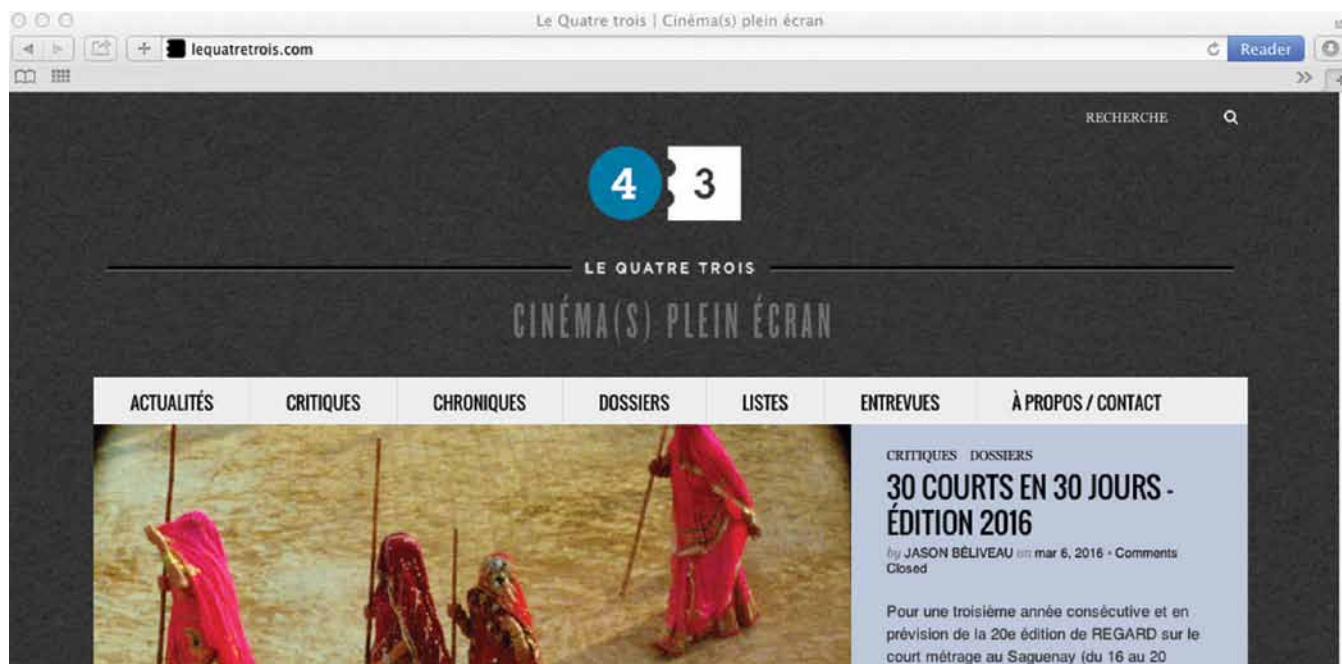 Le Quatre trois | Cinéma(s) plein écran
lequatretrois.com
Reader
RECHERCHE
4 3
LE QUATRE TROIS
CINÉMA(S) PLEIN ÉCRAN
ACTUALITÉS CRITIQUES CHRONIQUES DOSSIERS LISTES ENTREVUES À PROPOS / CONTACT
CRITIQUES DOSSIERS
30 COURTS EN 30 JOURS -
ÉDITION 2016
by JASON BÉLIVEAU on mar 6, 2016 • Comments
Closed
Pour une troisième année consécutive et en
prévision de la 20e édition de REGARD sur le
court métrage au Saguenay (du 16 au 20